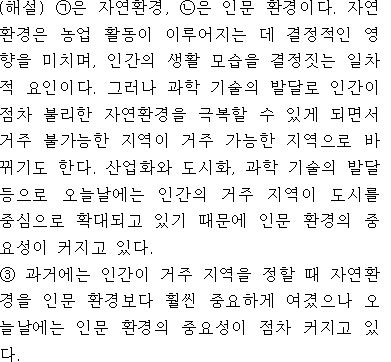 (해설) ㉠은 자연환경, ㉡은 인문 환경이다. 자연
환경은 농업 활동이 이루어지는 데 결정적인 영
향을 미치며, 인간의 생활 모습을 결정짓는 일차
적 요인이다. 그러나 과학 기술의 발달로 인간이
점차 불리한 자연환경을 극복할 수 있게 되면서
거주 불가능한 지역이 거주 가능한 지역으로 바
뀌기도 한다. 산업화와 도시화, 과학 기술의 발달
등으로 오늘날에는 인간의 거주 지역이 도시를
중심으로 확대되고 있기 때문에 인문 환경의 중
요성이 커지고 있다.
③ 과거에는 인간이 거주 지역을 정할 때 자연환
경을 인문 환경보다 훨씬 중요하게 여겼으나 오
늘날에는 인문 환경의 중요성이 점차 커지고 있
다.